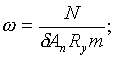 ω = N / (δA_n R_y m);